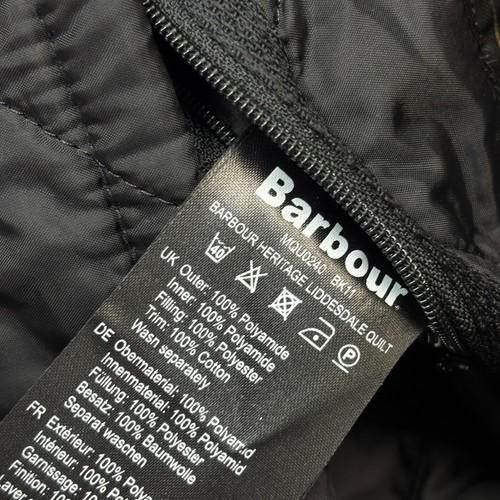 Barbour
MQU0240 BK11
BARBOUR HERITAGE LIDDESDALE QUILT
40
P
UK Outer: 100% Polyamide
Inner: 100% Polyamide
Filling: 100% Polyester
Trim: 100% Cotton
Wash separately
DE Obermaterial: 100% Polyamid
Innenmaterial: 100% Polyamid
Füllung: 100% Polyester
Besatz: 100% Baumwolle
Separat waschen
FR Extérieur: 100%
Intérieur: 100%
Garnissage: 100%
Finition: 100%